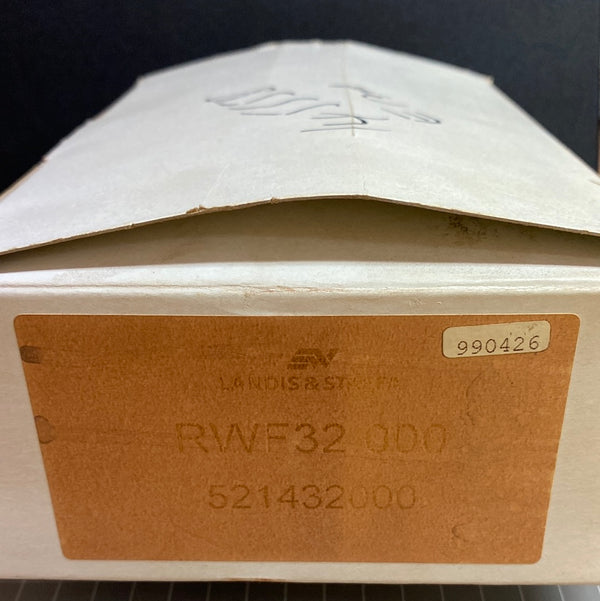 990426
LANDIS & STAEFA
RWF32.000
521432000